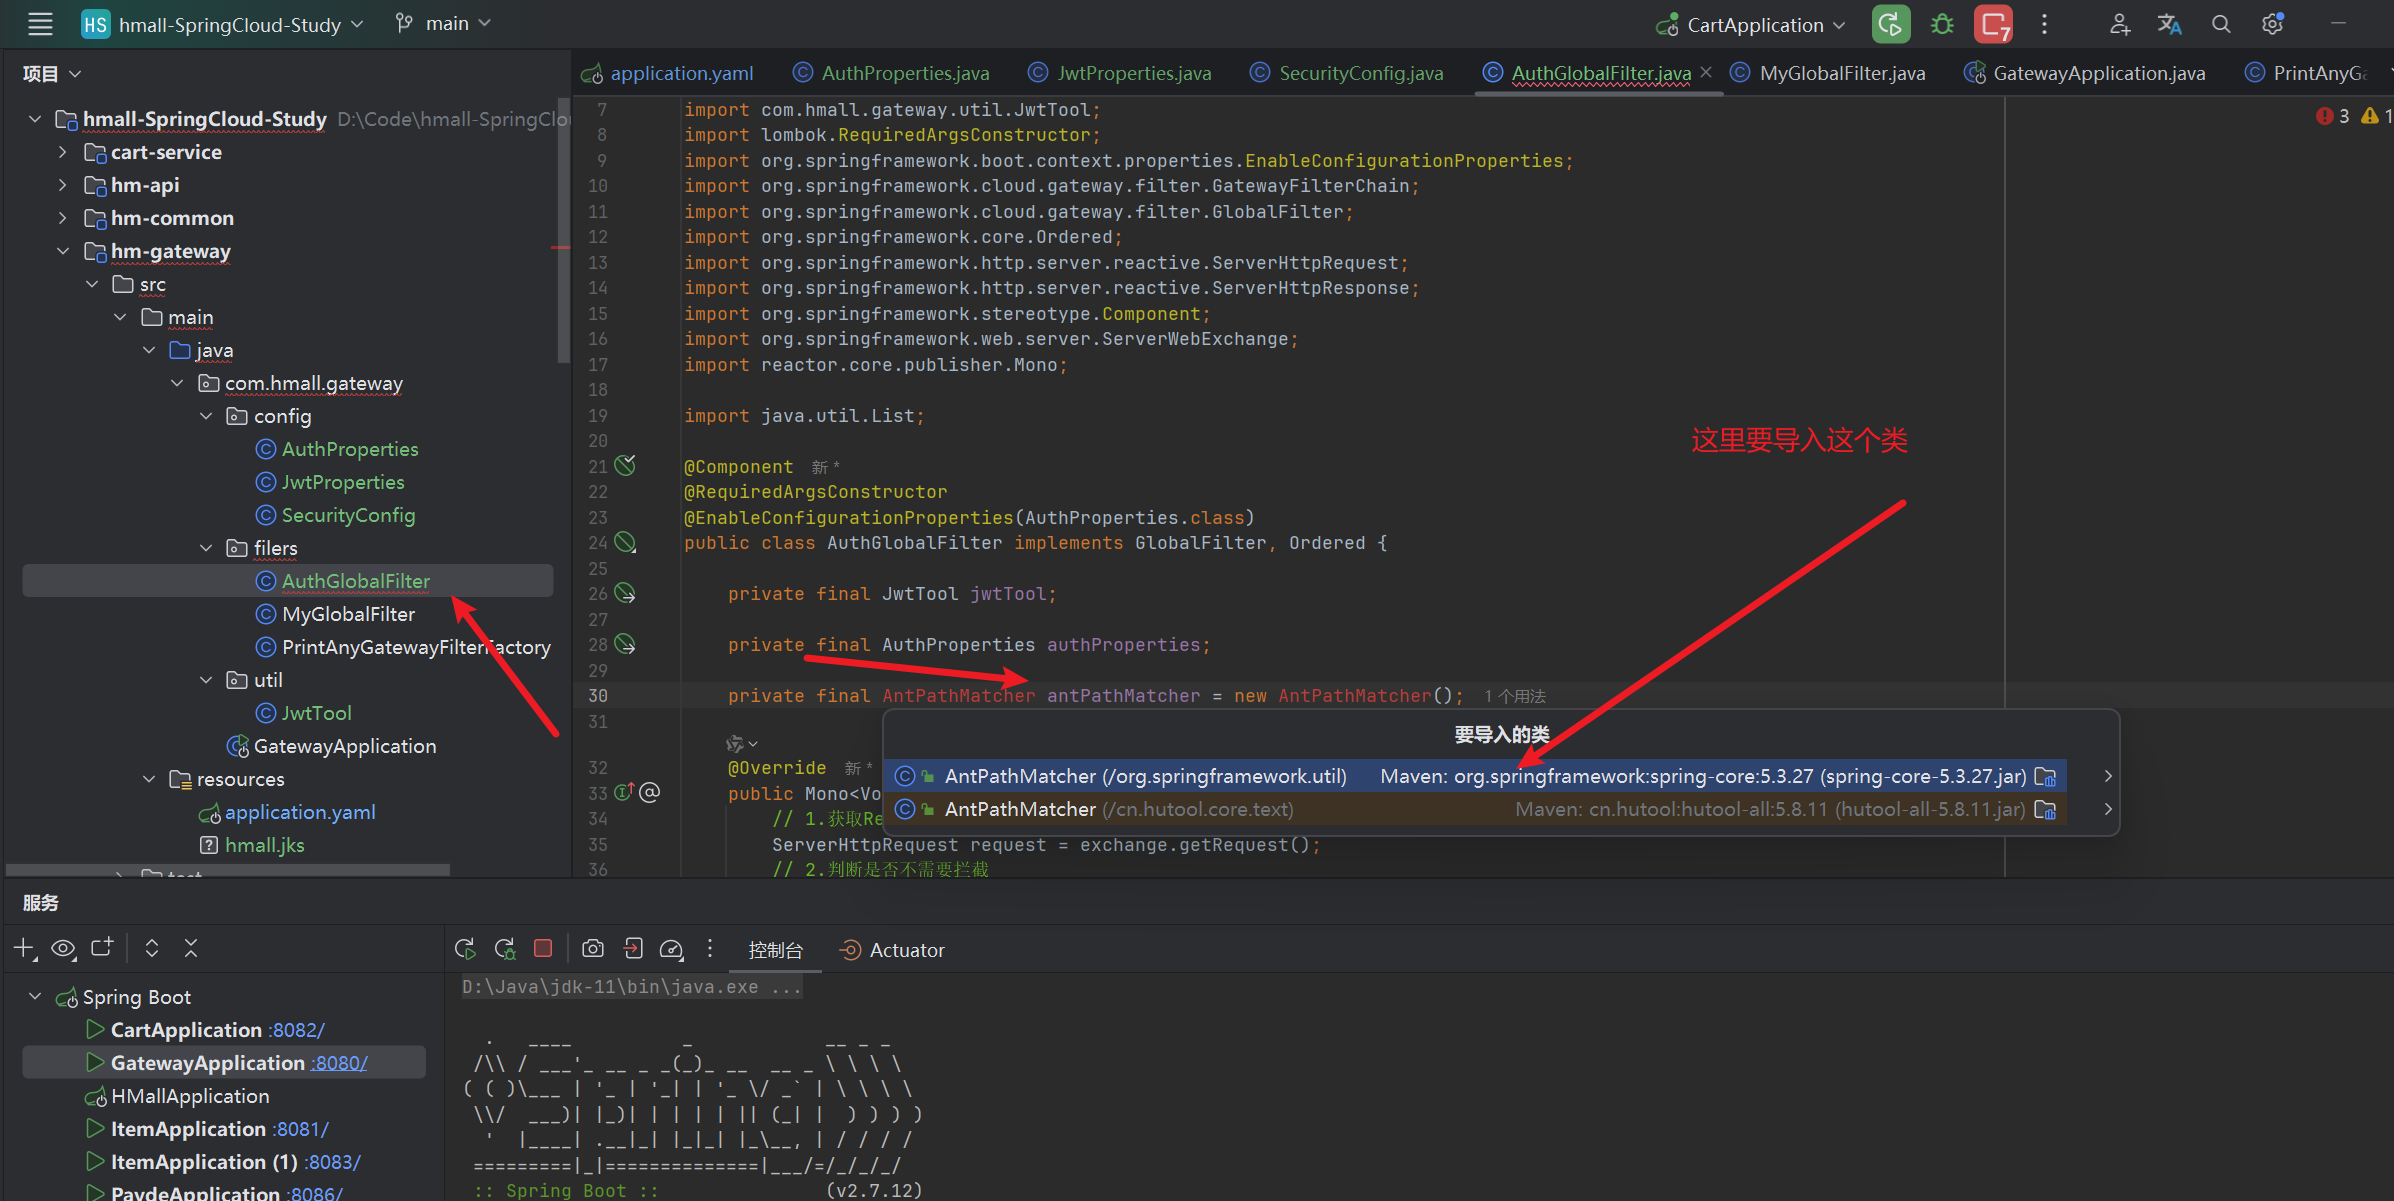 HS hmall-SpringCloud-Study main CartApplication 7
项目
application.yaml AuthProperties.java JwtProperties.java SecurityConfig.java AuthGlobalFilter.java MyGlobalFilter.java GatewayApplication.java PrintAnyGa
hmall-SpringCloud-Study D:\Code\hmall-SpringClou
cart-service
hm-api
hm-common
hm-gateway
src
main
java
com.hmall.gateway
config
AuthProperties
JwtProperties
SecurityConfig
filers
AuthGlobalFilter
MyGlobalFilter
PrintAnyGatewayFilterFactory
util
JwtTool
GatewayApplication
resources
application.yaml
hmall.jks
test
3 1
7 import com.hmall.gateway.util.JwtTool;
8 import lombok.RequiredArgsConstructor;
9 import org.springframework.boot.context.properties.EnableConfigurationProperties;
10 import org.springframework.cloud.gateway.filter.GatewayFilterChain;
11 import org.springframework.cloud.gateway.filter.GlobalFilter;
12 import org.springframework.core.Ordered;
13 import org.springframework.http.server.reactive.ServerHttpRequest;
14 import org.springframework.http.server.reactive.ServerHttpResponse;
15 import org.springframework.stereotype.Component;
16 import org.springframework.web.server.ServerWebExchange;
17 import reactor.core.publisher.Mono;
18
19 import java.util.List;
20
这里要导入这个类
21 @Component 新 *
22 @RequiredArgsConstructor
23 @EnableConfigurationProperties(AuthProperties.class)
24 public class AuthGlobalFilter implements GlobalFilter, Ordered {
25
26 private final JwtTool jwtTool;
27
28 private final AuthProperties authProperties;
29
30 private final AntPathMatcher antPathMatcher = new AntPathMatcher(); 1 个用法
31
要导入的类
AntPathMatcher (/org.springframework.util) Maven: org.springframework:spring-core:5.3.27 (spring-core-5.3.27.jar)
AntPathMatcher (/cn.hutool.core.text) Maven: cn.hutool:hutool-all:5.8.11 (hutool-all-5.8.11.jar)
32 @Override 新 *
33 public Mono<Vo
34 // 1.获取Re
35 ServerHttpRequest request = exchange.getRequest();
36 // 2.判断是否不需要拦截
服务
控制台 Actuator
Spring Boot
CartApplication :8082/
GatewayApplication :8080/
HMallApplication
ItemApplication :8081/
ItemApplication (1) :8083/
PaydeApplication :8086/
D:\Java\jdk-11\bin\java.exe ...
:: Spring Boot :: (v2.7.12)